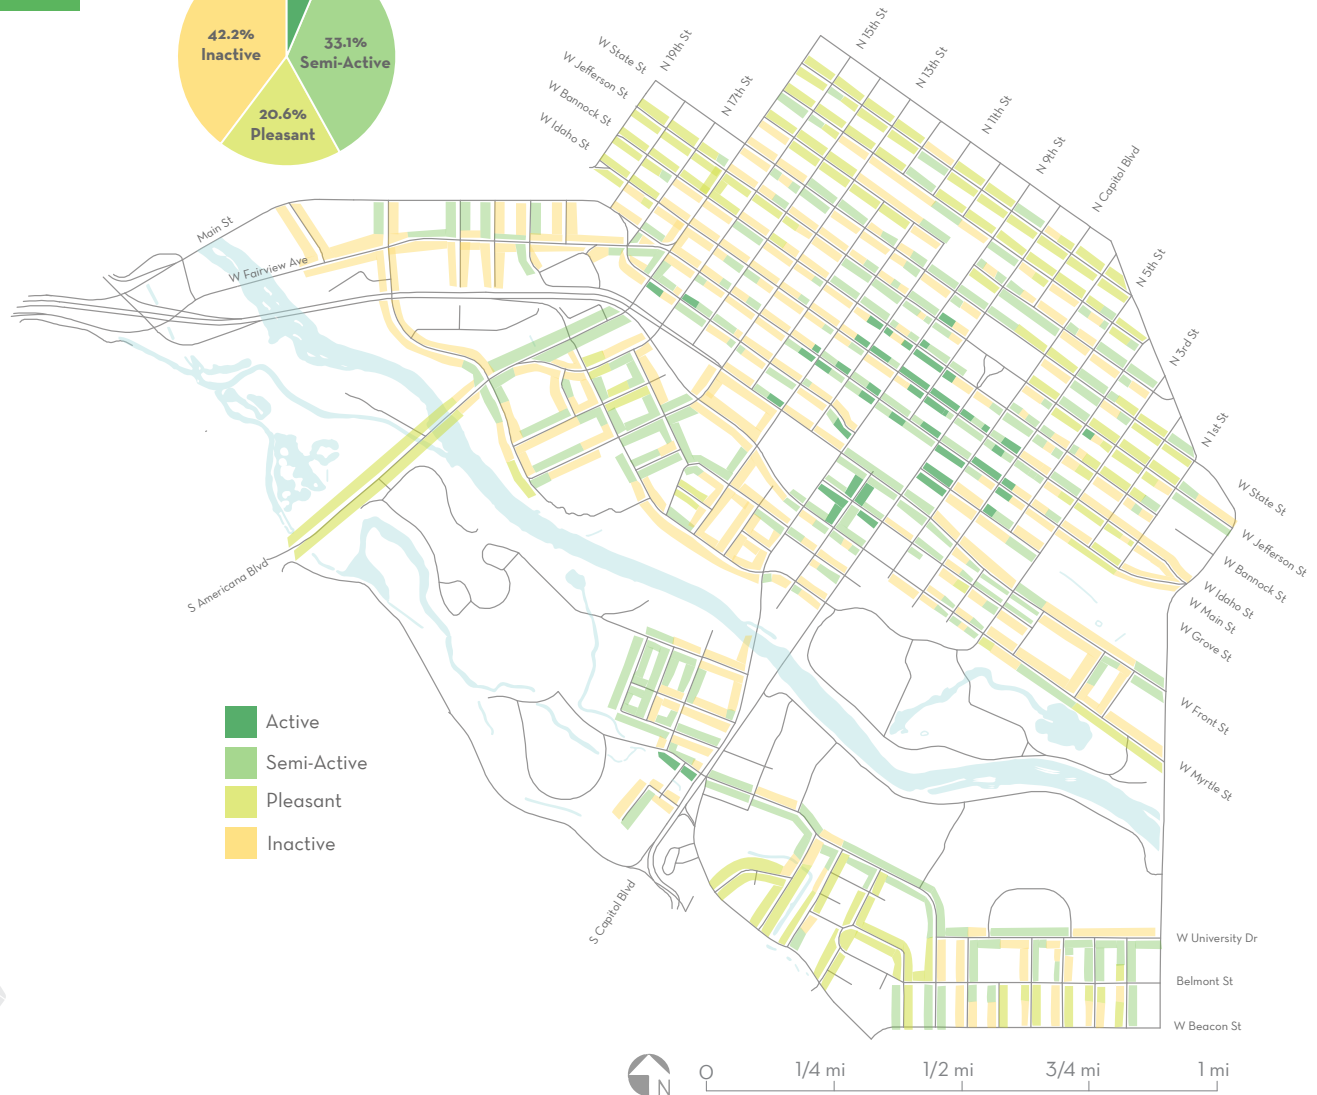 42.2%
Inactive
33.1%
Semi-Active
20.6%
Pleasant
W State St
N 19th St
W Jefferson St
W Bannock St
W Idaho St
N 17th St
N 15th St
N 13th St
N 11th St
N 9th St
N Capitol Blvd
N 5th St
N 3rd St
N 1st St
Main St
W Fairview Ave
S Americana Blvd
W State St
W Jefferson St
W Bannock St
W Idaho St
W Main St
W Grove St
W Front St
W Myrtle St
Active
Semi-Active
Pleasant
Inactive
S Capitol Blvd
W University Dr
Belmont St
W Beacon St
N
0 1/4 mi 1/2 mi 3/4 mi 1 mi